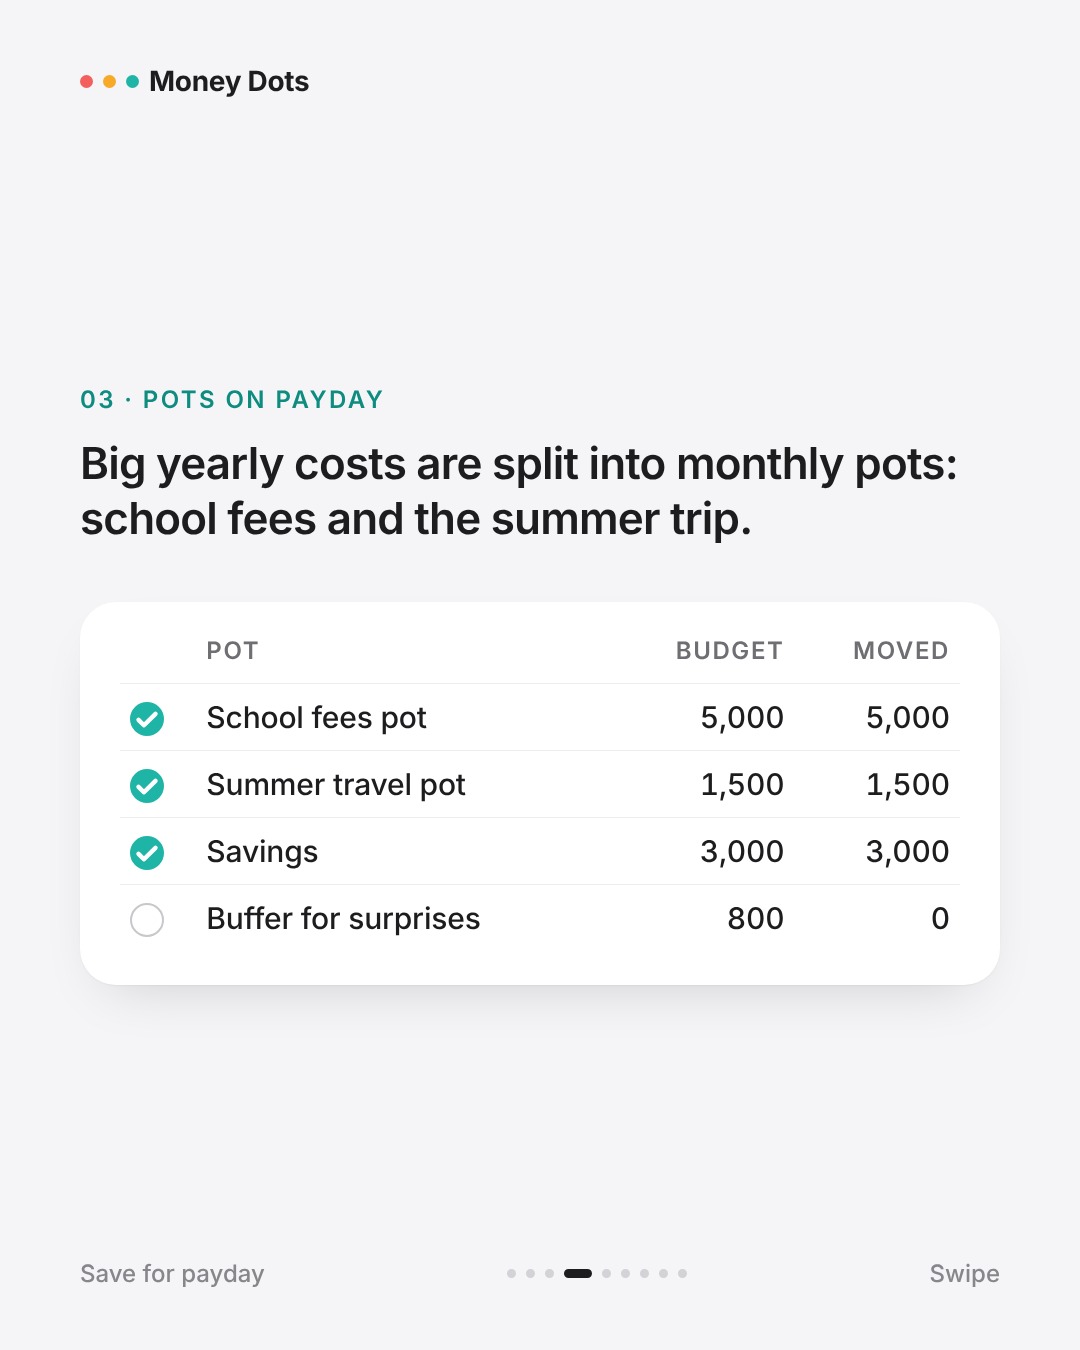 Money Dots
03 · POTS ON PAYDAY
Big yearly costs are split into monthly pots:
school fees and the summer trip.
POT BUDGET MOVED
School fees pot 5,000 5,000
Summer travel pot 1,500 1,500
Savings 3,000 3,000
Buffer for surprises 800 0
Save for payday Swipe